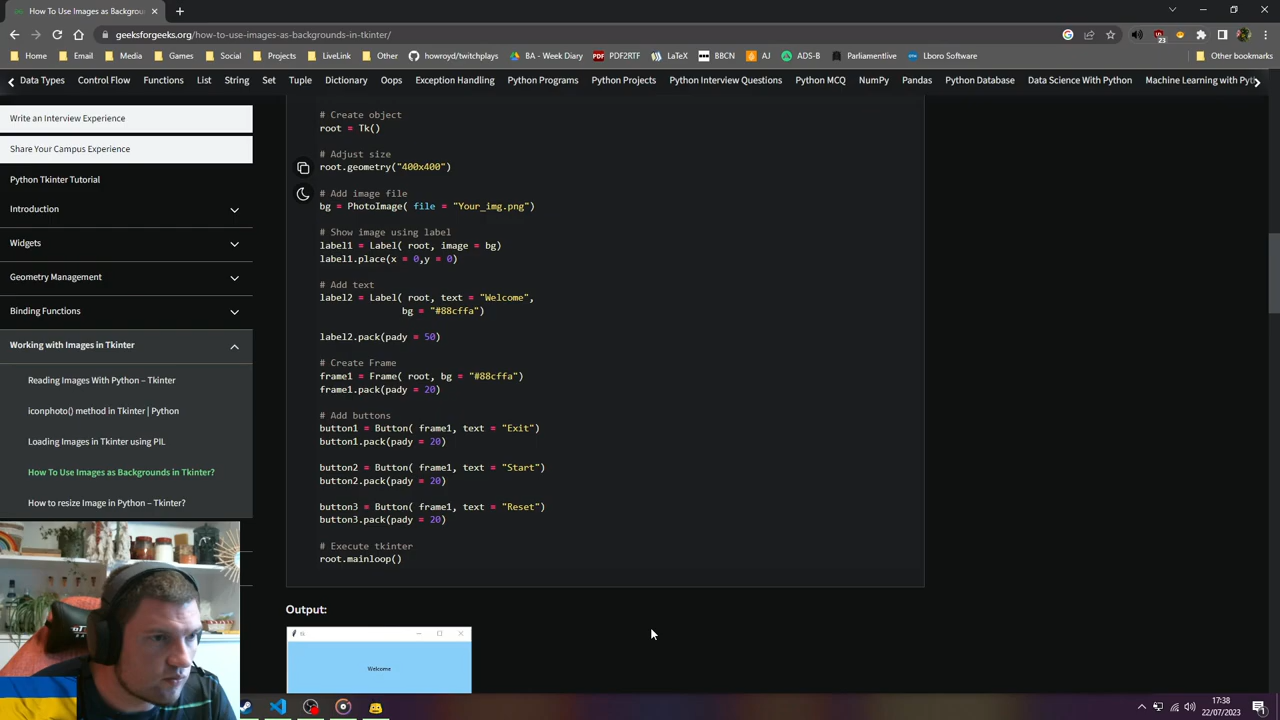 How To Use Images as Backgroun
geeksforgeeks.org/how-to-use-images-as-backgrounds-in-tkinter/
23
Home Email Media Games Social Projects LiveLink Other howroyd/twitchplays BA - Week Diary PDF2RTF LaTeX BBCN AJ ADS-B Parliamentlive Lboro Software Other bookmarks
Data Types Control Flow Functions List String Set Tuple Dictionary Oops Exception Handling Python Programs Python Projects Python Interview Questions Python MCQ NumPy Pandas Python Database Data Science With Python Machine Learning with Pyt
Write an Interview Experience
Share Your Campus Experience
Python Tkinter Tutorial
Introduction
Widgets
Geometry Management
Binding Functions
Working with Images in Tkinter
Reading Images With Python – Tkinter
iconphoto() method in Tkinter | Python
Loading Images in Tkinter using PIL
How To Use Images as Backgrounds in Tkinter?
How to resize Image in Python – Tkinter?
# Create object
root = Tk()
# Adjust size
root.geometry("400x400")
# Add image file
bg = PhotoImage( file = "Your_img.png")
# Show image using label
label1 = Label( root, image = bg)
label1.place(x = 0,y = 0)
# Add text
label2 = Label( root, text = "Welcome",
bg = "#88cffa")
label2.pack(pady = 50)
# Create Frame
frame1 = Frame( root, bg = "#88cffa")
frame1.pack(pady = 20)
# Add buttons
button1 = Button( frame1, text = "Exit")
button1.pack(pady = 20)
button2 = Button( frame1, text = "Start")
button2.pack(pady = 20)
button3 = Button( frame1, text = "Reset")
button3.pack(pady = 20)
# Execute tkinter
root.mainloop()
Output:
Welcome
17:38
22/07/2023